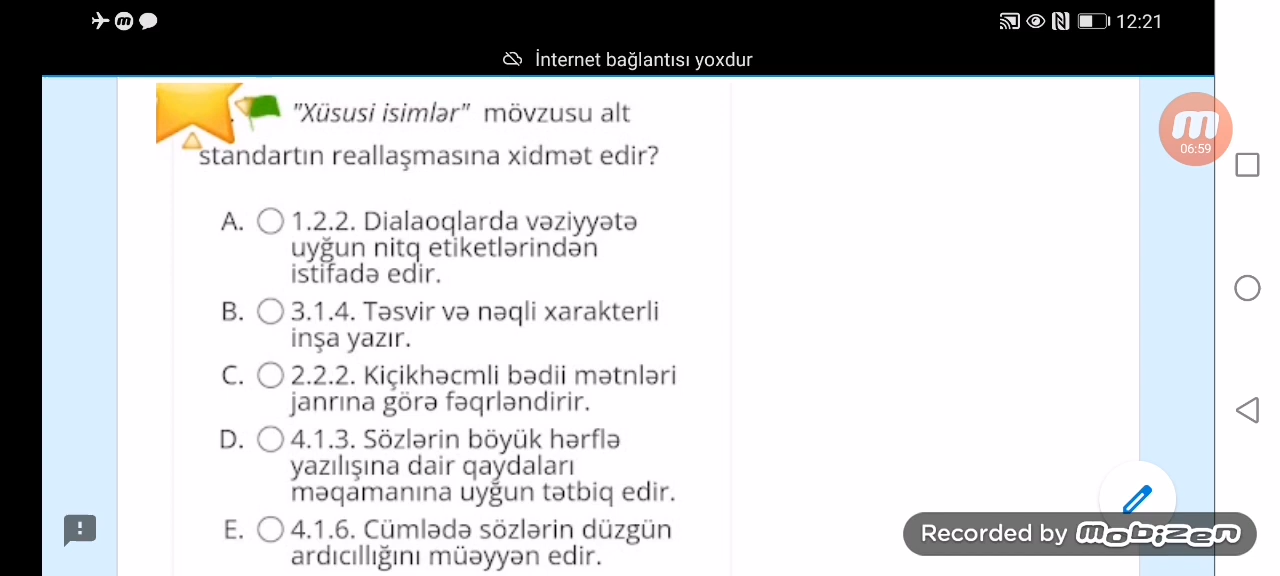 12:21
İnternet bağlantısı yoxdur
"Xüsusi isimlər" mövzusu alt
standartın reallaşmasına xidmət edir?
06:59
A. 1.2.2. Dialaoqlarda vəziyyətə
uyğun nitq etiketlərindən
istifadə edir.
B. 3.1.4. Təsvir və nəqli xarakterli
inşa yazır.
C. 2.2.2. Kiçikhəcmli bədii mətnləri
janrına görə fəqrləndirir.
D. 4.1.3. Sözlərin böyük hərflə
yazılışına dair qaydaları
məqamanına uyğun tətbiq edir.
E. 4.1.6. Cümlədə sözlərin düzgün
ardıcıllığını müəyyən edir.
Recorded by mobizen